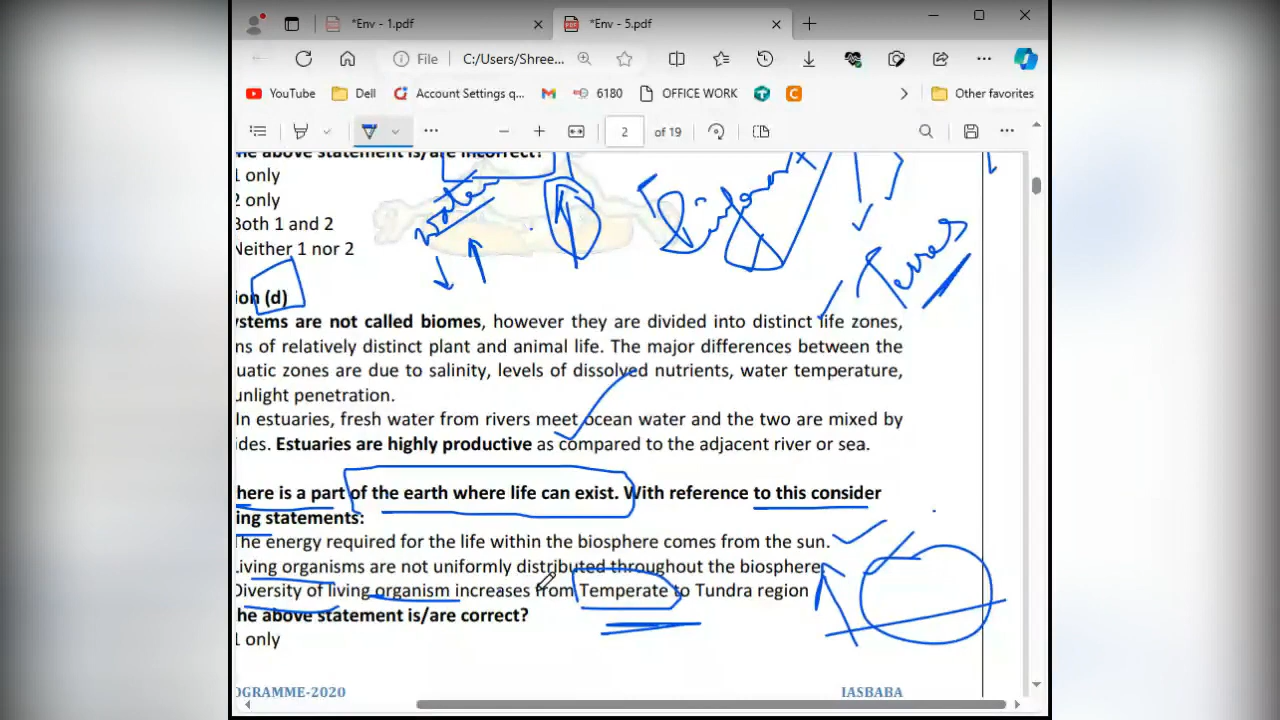 *Env - 1.pdf
*Env - 5.pdf
File
C:/Users/Shree...
YouTube
Dell
Account Settings q...
6180
OFFICE WORK
Other favorites
2 of 19
he above statement is/are incorrect?
1 only
water
2 only
Both 1 and 2
Neither 1 nor 2
Terres
ion (d)
ystems are not called biomes, however they are divided into distinct life zones,
ns of relatively distinct plant and animal life. The major differences between the
uatic zones are due to salinity, levels of dissolved nutrients, water temperature,
unlight penetration.
In estuaries, fresh water from rivers meet ocean water and the two are mixed by
ides. Estuaries are highly productive as compared to the adjacent river or sea.
here is a part of the earth where life can exist. With reference to this consider
ing statements:
The energy required for the life within the biosphere comes from the sun.
Living organisms are not uniformly distributed throughout the biosphere
Diversity of living organism increases from Temperate to Tundra region
he above statement is/are correct?
1 only
OGRAMME-2020
IASBABA